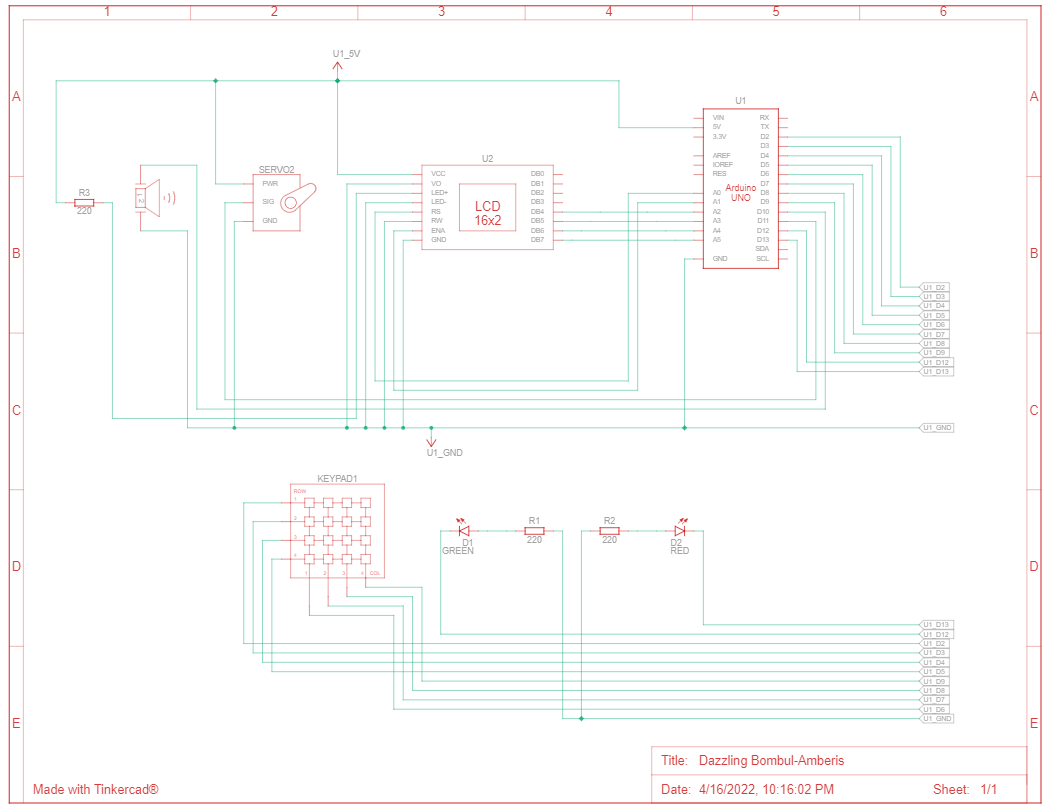 1 2 3 4 5 6
A A
B B
C C
D D
E E
U1_5V
R3
220
SERVO2
PWR
SIG
GND
U2
VCC
VO
LED+
LED-
RS
RW
ENA
GND
LCD
16x2
DB0
DB1
DB2
DB3
DB4
DB5
DB6
DB7
U1
VIN
5V
3.3V
AREF
IOREF
RES
A0
A1
A2
A3
A4
A5
GND
Arduino
UNO
RX
TX
D2
D3
D4
D5
D6
D7
D8
D9
D10
D11
D12
D13
SDA
SCL
U1_D2
U1_D3
U1_D4
U1_D5
U1_D6
U1_D7
U1_D8
U1_D9
U1_D12
U1_D13
U1_GND
U1_GND
KEYPAD1
ROW
1
2
3
4
1 2 3 4 COL
D1
GREEN
R1
220
R2
220
D2
RED
U1_D13
U1_D12
U1_D2
U1_D3
U1_D4
U1_D5
U1_D9
U1_D8
U1_D7
U1_D6
U1_GND
Title: Dazzling Bombul-Amberis
Date: 4/16/2022, 10:16:02 PM Sheet: 1/1
Made with Tinkercad®